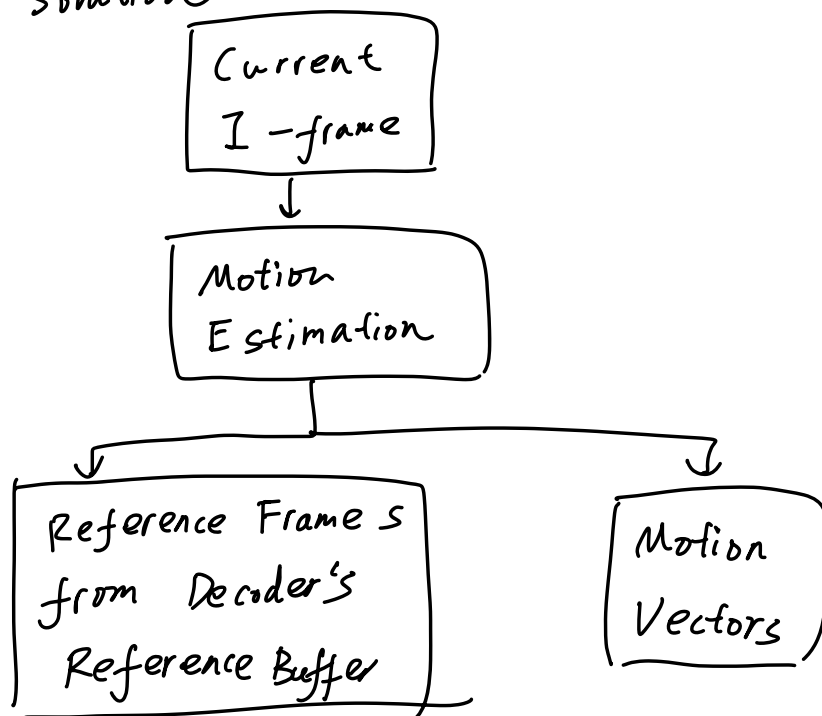 Current
I-frame
Motion
Estimation
Reference Frames
from Decoder's
Reference Buffer
Motion
Vectors